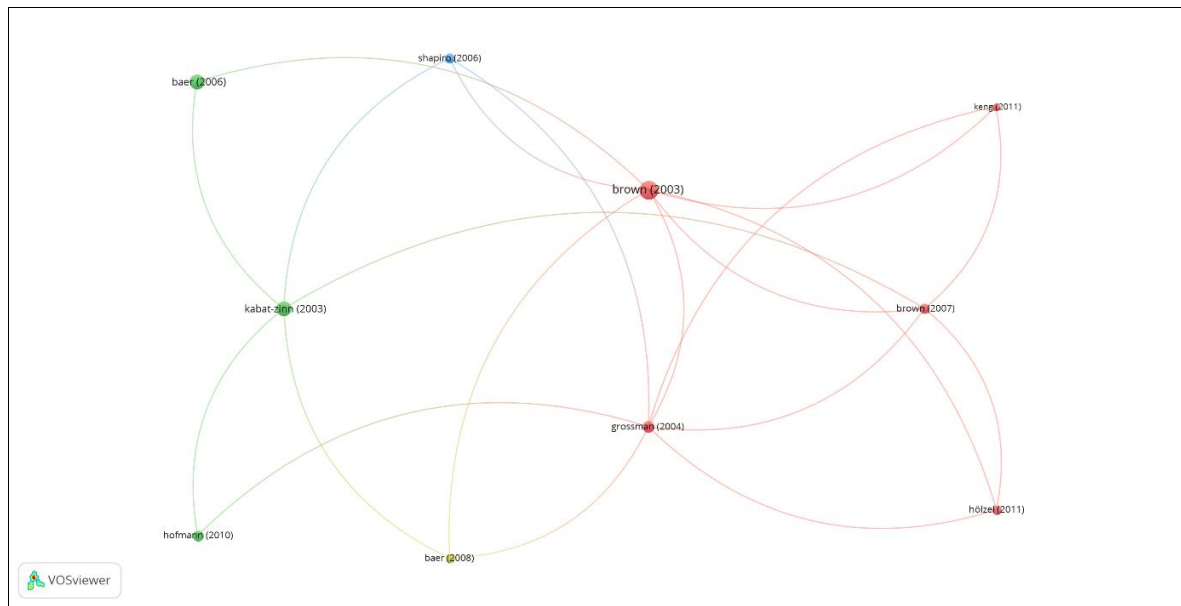 shapiro (2006)
baer (2006)
keng (2011)
brown (2003)
kabat-zinn (2003)
brown (2007)
grossman (2004)
hölzel (2011)
hofmann (2010)
baer (2008)
VOSviewer